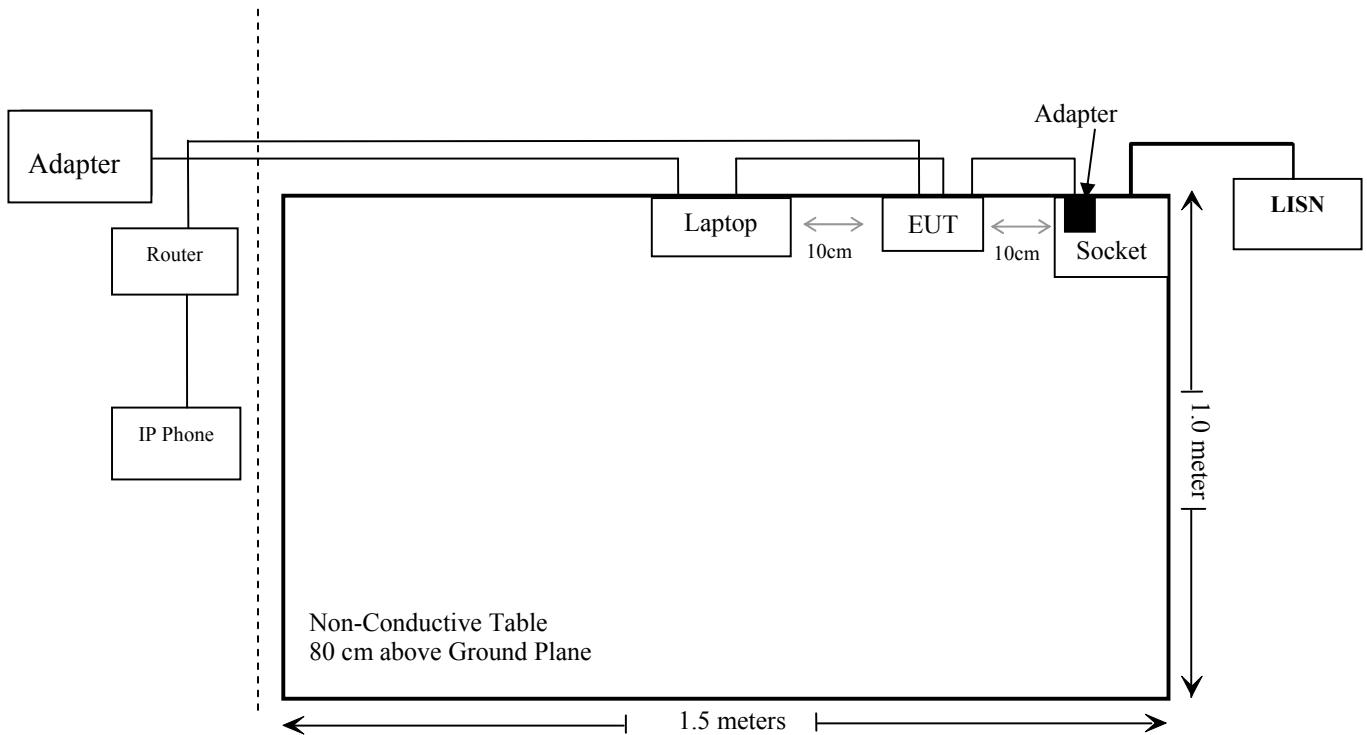 Adapter
Adapter
LISN
Laptop
EUT
Socket
10cm
10cm
Router
IP Phone
1.0 meter
Non-Conductive Table
80 cm above Ground Plane
1.5 meters